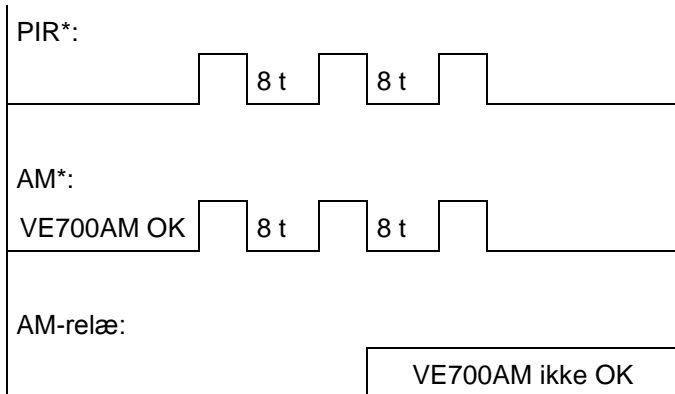 PIR*:
8 t 8 t
AM*:
VE700AM OK 8 t 8 t
AM-relæ:
VE700AM ikke OK